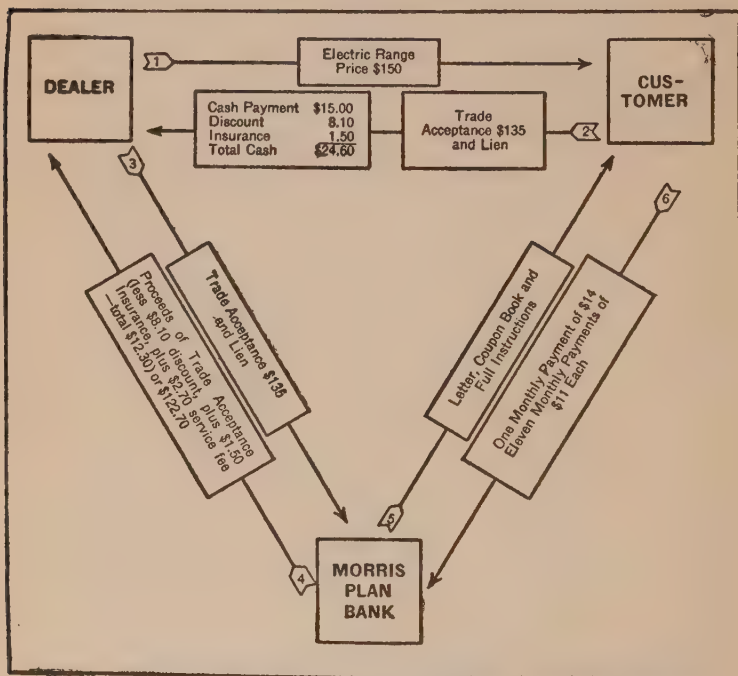 DEALER
1
Electric Range
Price $150
CUS-
TOMER
Cash Payment $15.00
Discount 8.10
Insurance 1.50
Total Cash $24.60
Trade
Acceptance $135
and Lien
2
3
Trade Acceptance $135
and Lien
Proceeds of Trade Acceptance
(less $8.10 discount, plus $1.50
Insurance, plus $2.70 service fee
—total $12.30) or $122.70
4
Letter, Coupon Book and
Full Instructions
5
One Monthly Payment of $14
Eleven Monthly Payments of
$11 Each
6
MORRIS
PLAN
BANK